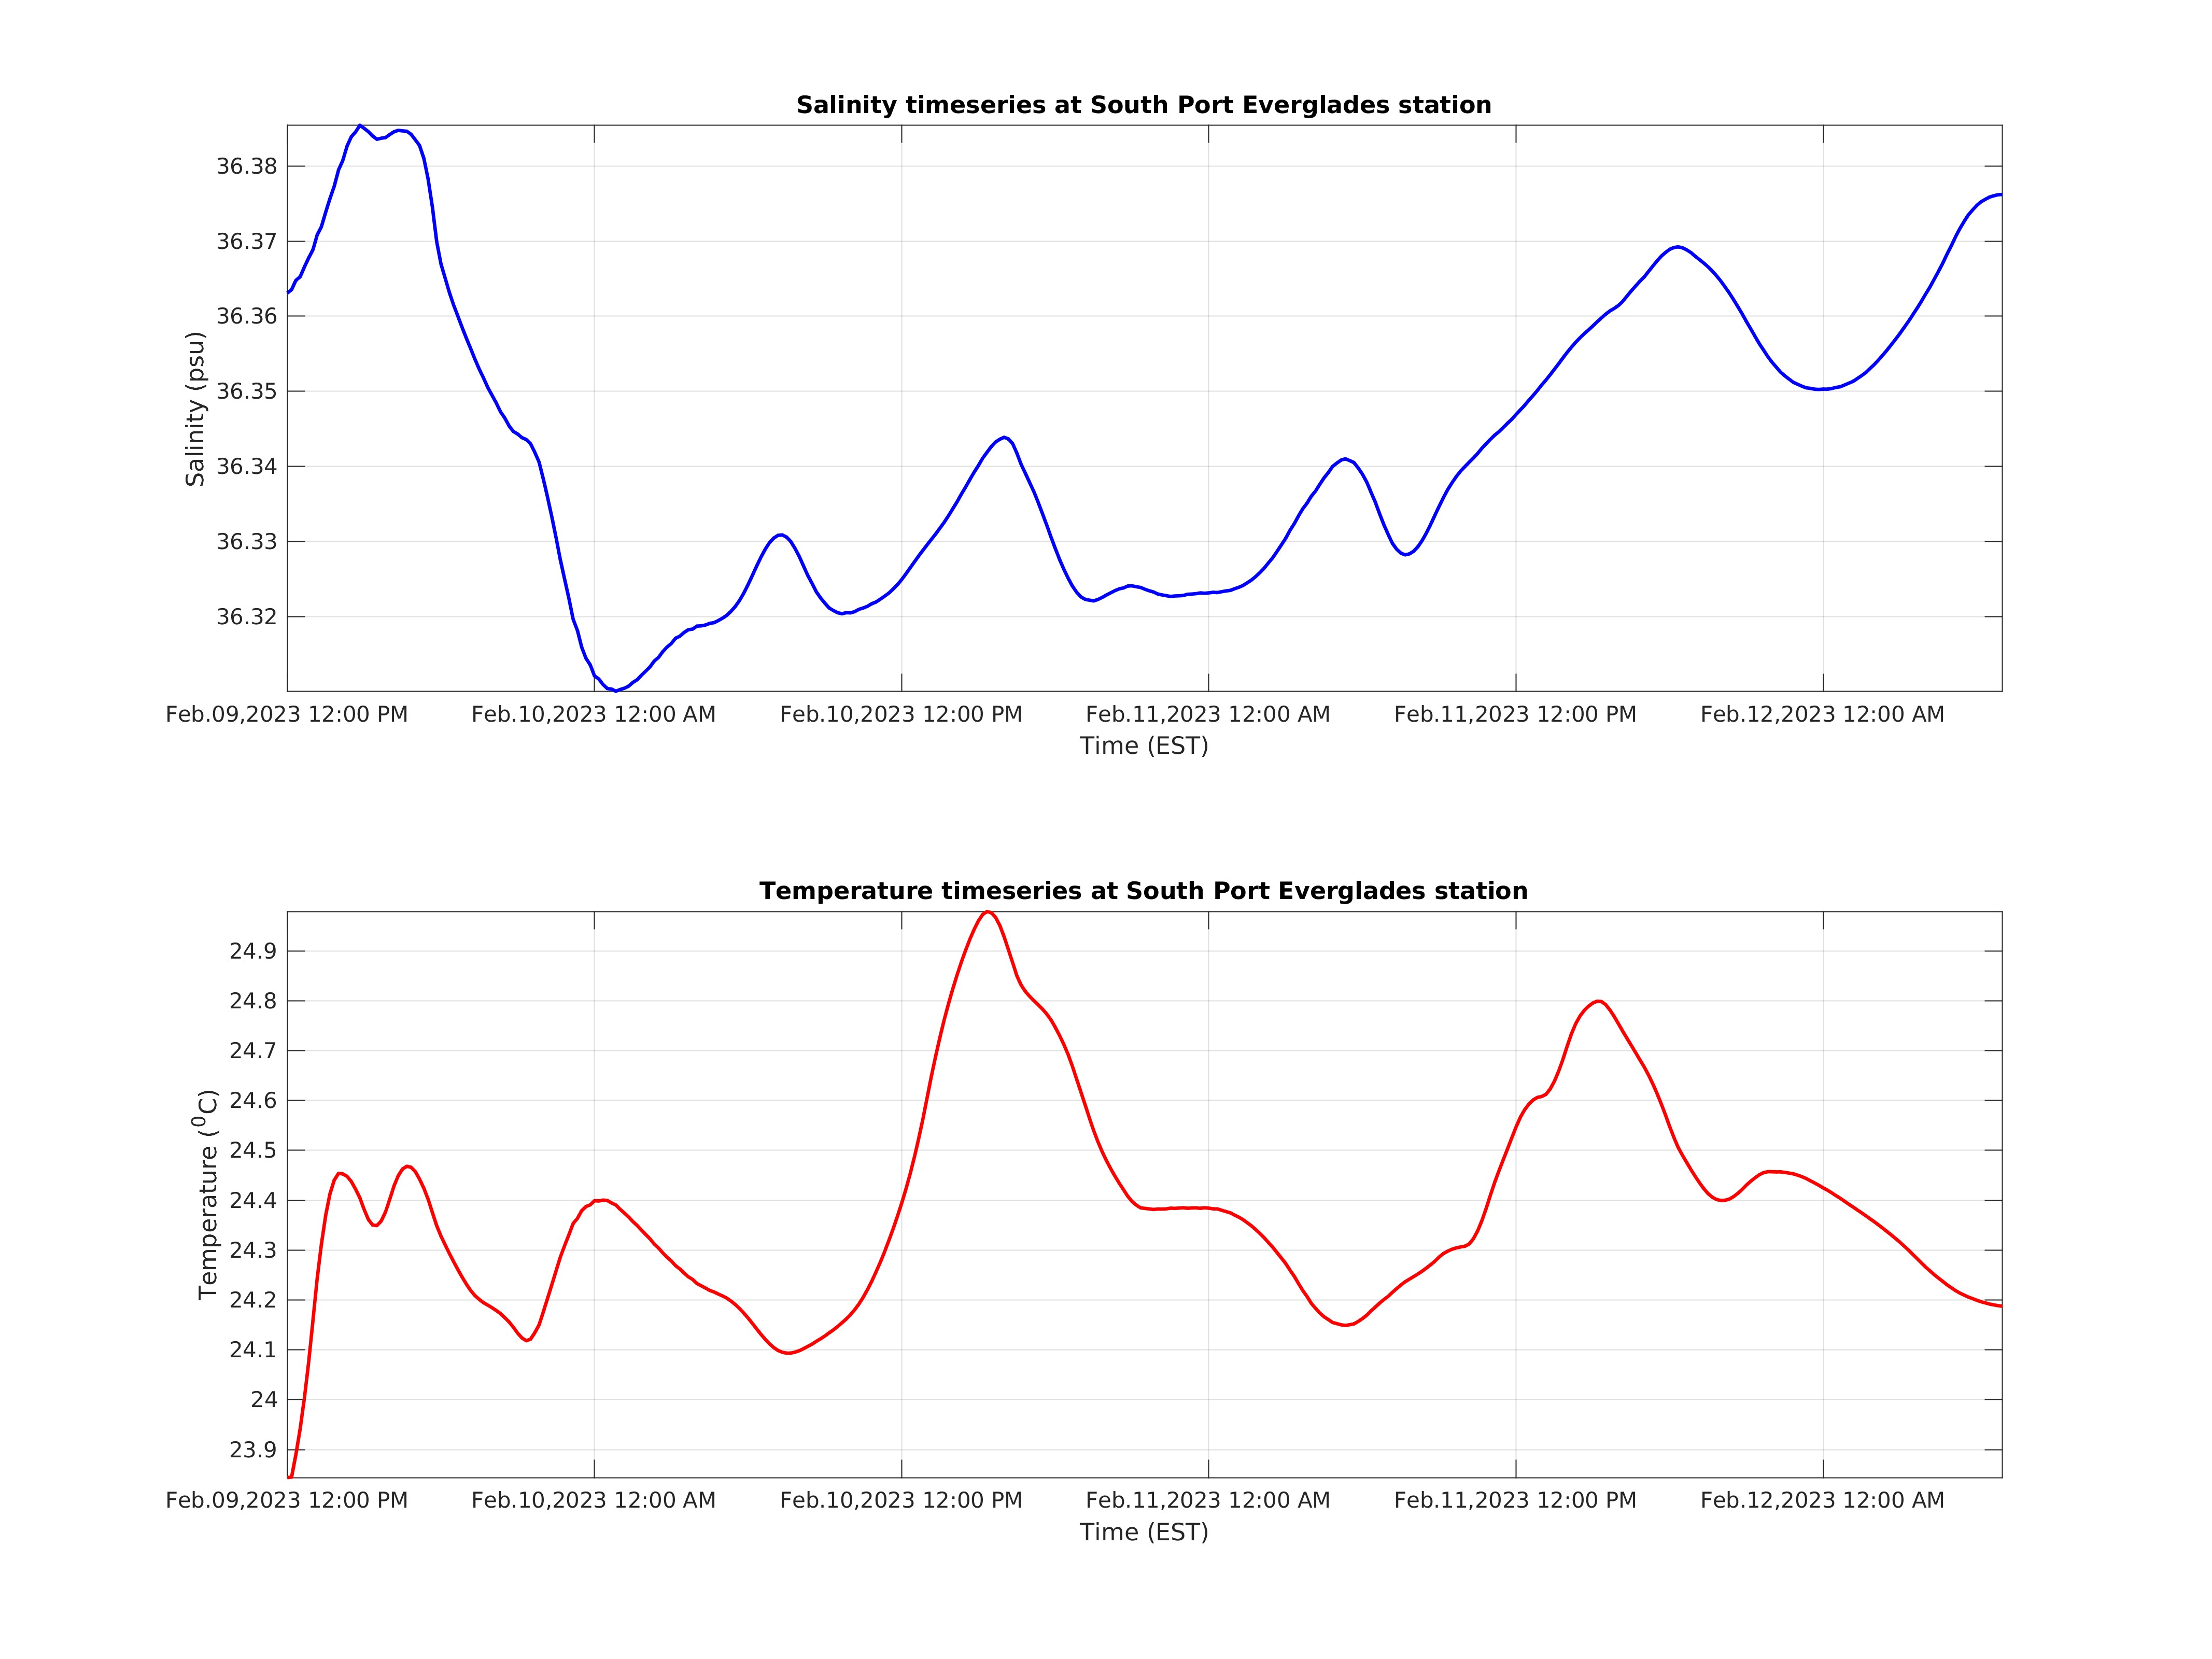 Salinity timeseries at South Port Everglades station
36.38
36.37
36.36
36.35
36.34
36.33
36.32
Salinity (psu)
Feb.09,2023 12:00 PM Feb.10,2023 12:00 AM Feb.10,2023 12:00 PM Feb.11,2023 12:00 AM Feb.11,2023 12:00 PM Feb.12,2023 12:00 AM
Time (EST)
Temperature timeseries at South Port Everglades station
24.9
24.8
24.7
24.6
24.5
24.4
24.3
24.2
24.1
24
23.9
Temperature (⁰C)
Feb.09,2023 12:00 PM Feb.10,2023 12:00 AM Feb.10,2023 12:00 PM Feb.11,2023 12:00 AM Feb.11,2023 12:00 PM Feb.12,2023 12:00 AM
Time (EST)